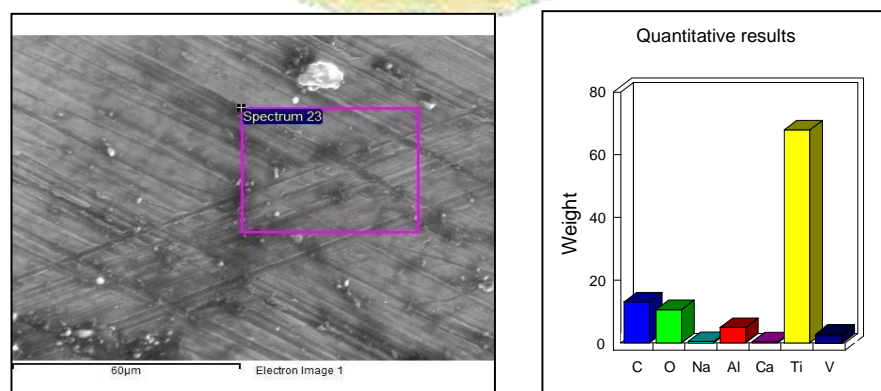 Spectrum 23
60µm
Electron Image 1
Quantitative results
Weight
80
60
40
20
0
C O Na Al Ca Ti V